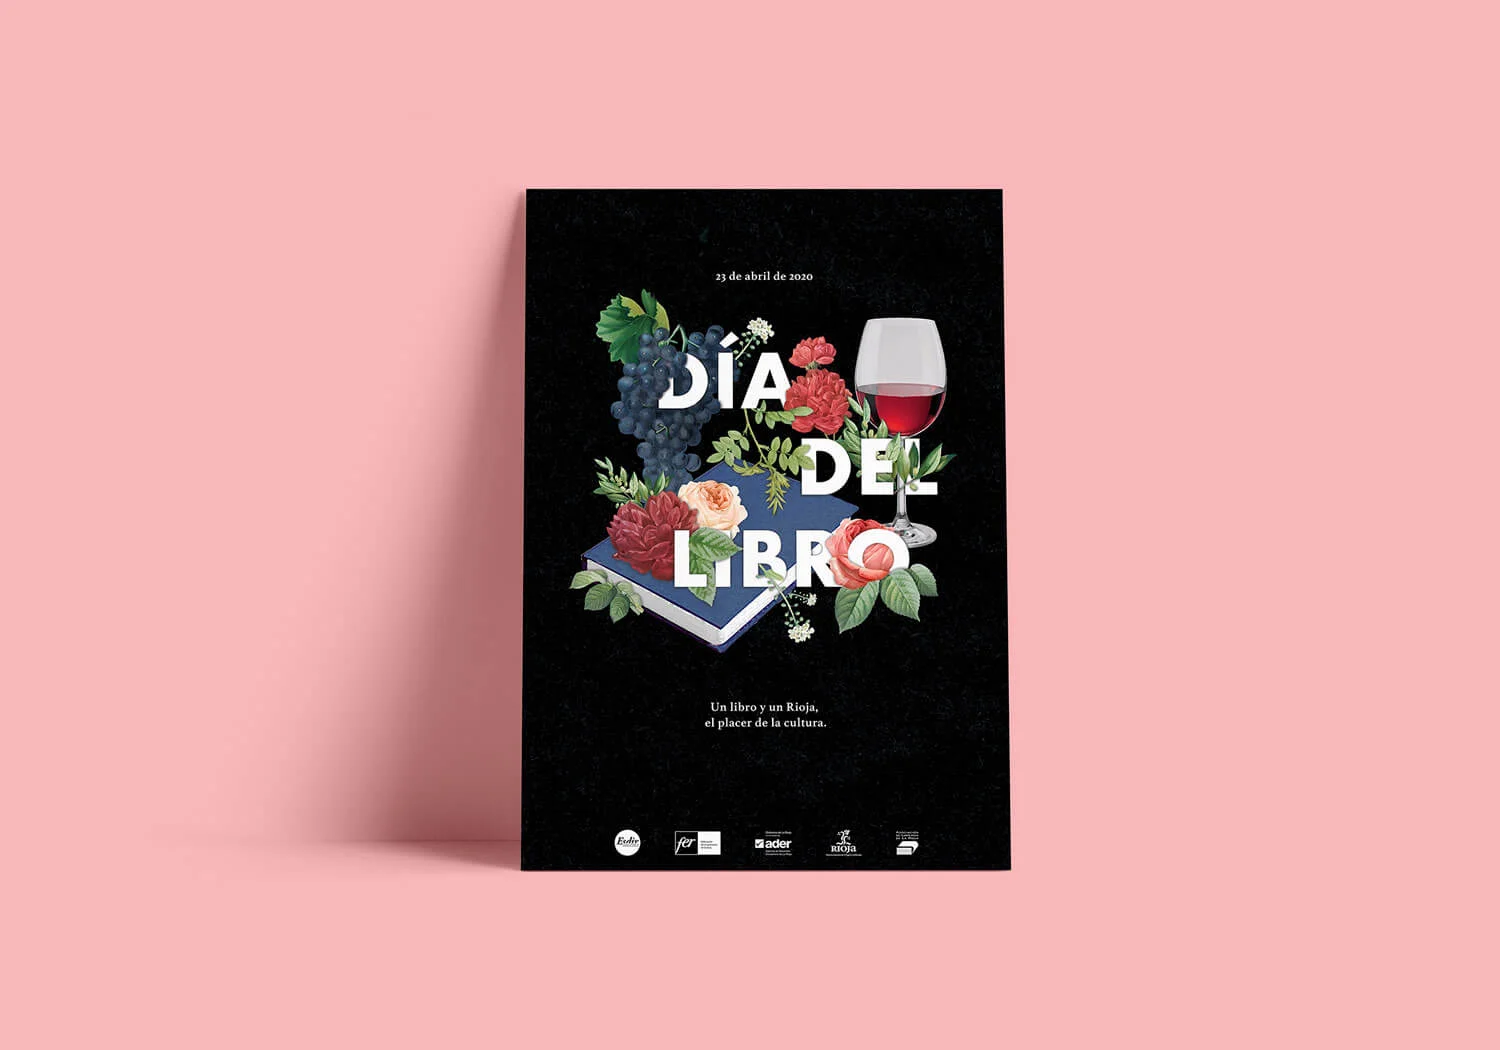 23 de abril de 2020
DÍA
DEL
LIBRO
Un libro y un Rioja,
el placer de la cultura.
fer
ader
RIOJA